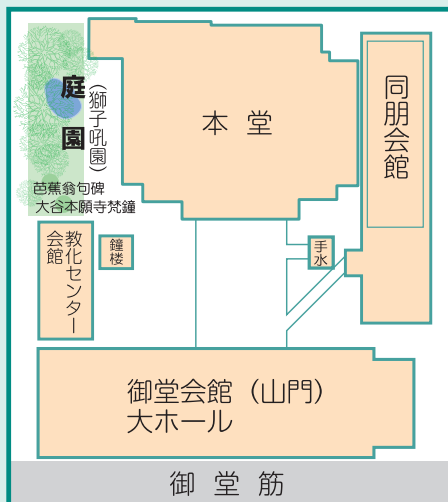 庭園
(獅子吼園)
本堂
同朋会館
芭蕉翁句碑
大谷本願寺梵鐘
教化センター
会館
鐘楼
手水
御堂会館(山門)
大ホール
御堂筋